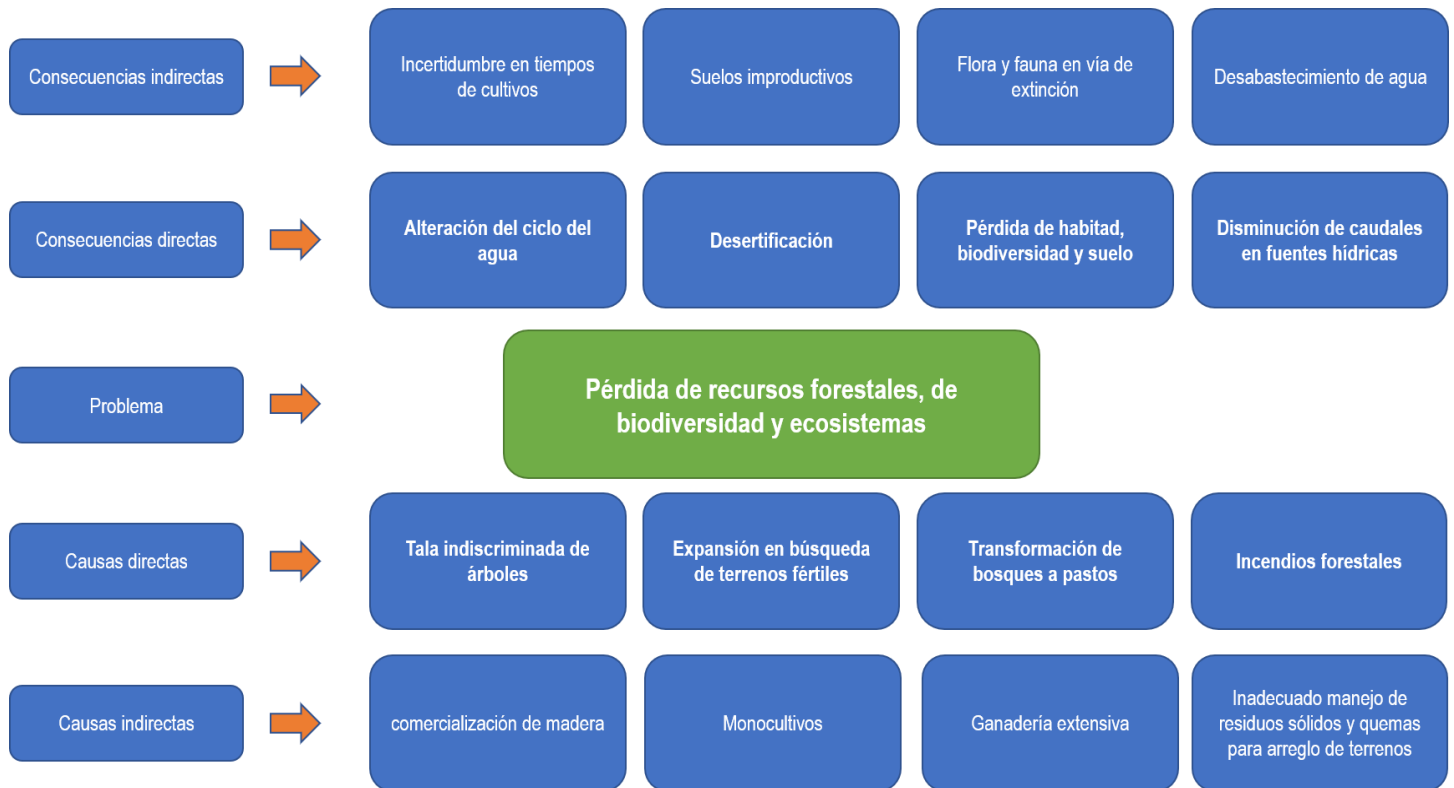 Consecuencias indirectas
Incertidumbre en tiempos
de cultivos
Suelos improductivos
Flora y fauna en vía de
extinción
Desabastecimiento de agua
Consecuencias directas
Alteración del ciclo del
agua
Desertificación
Pérdida de habitad,
biodiversidad y suelo
Disminución de caudales
en fuentes hídricas
Problema
Pérdida de recursos forestales, de
biodiversidad y ecosistemas
Causas directas
Tala indiscriminada de
árboles
Expansión en búsqueda
de terrenos fértiles
Transformación de
bosques a pastos
Incendios forestales
Causas indirectas
comercialización de madera
Monocultivos
Ganadería extensiva
Inadecuado manejo de
residuos sólidos y quemas
para arreglo de terrenos